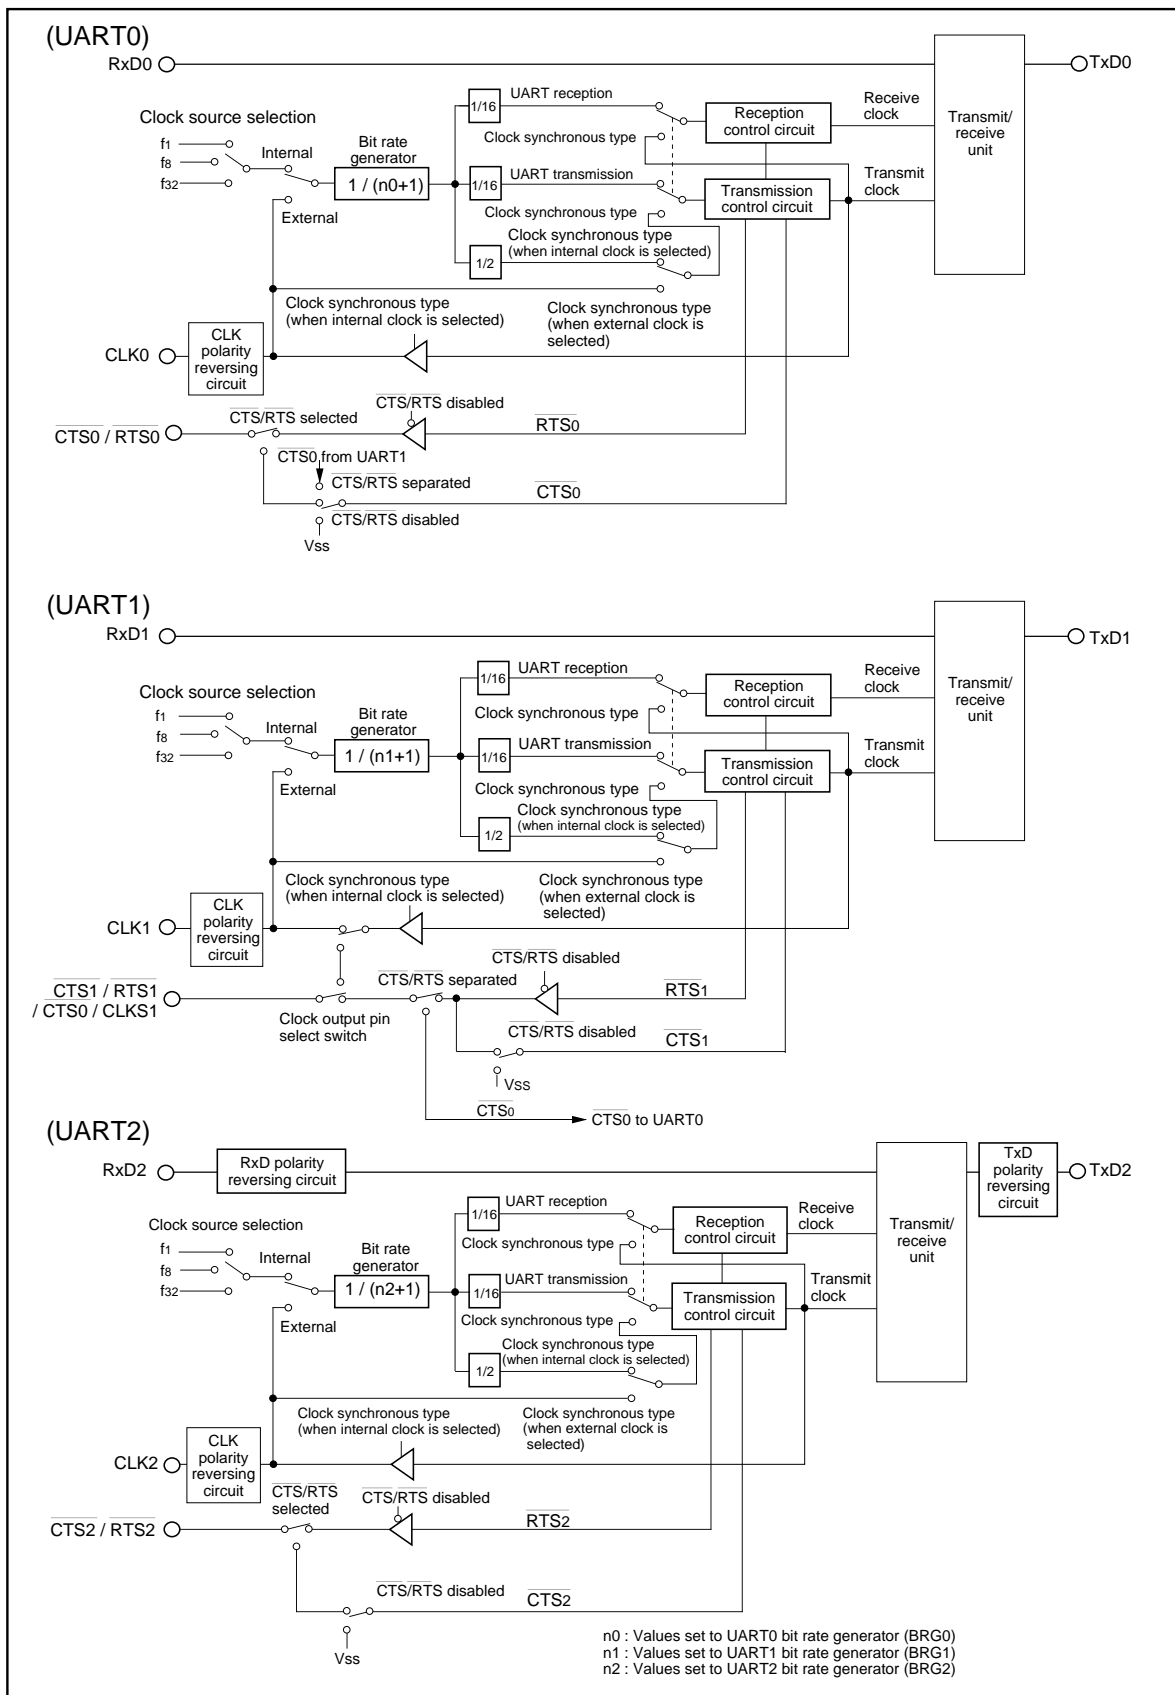 (UART0)
RxD0
TxD0
1/16
UART reception
Receive
clock
Reception
control circuit
Transmit/
receive
unit
Clock source selection
Clock synchronous type
f1
f8
f32
Internal
Bit rate
generator
1 / (n0+1)
1/16
UART transmission
Transmission
control circuit
Transmit
clock
External
Clock synchronous type
Clock synchronous type
(when internal clock is selected)
1/2
Clock synchronous type
(when internal clock is selected)
Clock synchronous type
(when external clock is
selected)
CLK0
CLK
polarity
reversing
circuit
CTS/RTS disabled
CTS/RTS selected
CTS0 / RTS0
RTS0
CTS0 from UART1
CTS/RTS separated
CTS0
CTS/RTS disabled
Vss
(UART1)
RxD1
TxD1
1/16
UART reception
Receive
clock
Reception
control circuit
Transmit/
receive
unit
Clock source selection
Clock synchronous type
f1
f8
f32
Internal
Bit rate
generator
1 / (n1+1)
1/16
UART transmission
Transmission
control circuit
Transmit
clock
External
Clock synchronous type
Clock synchronous type
(when internal clock is selected)
1/2
Clock synchronous type
(when internal clock is selected)
Clock synchronous type
(when external clock is
selected)
CLK1
CLK
polarity
reversing
circuit
CTS/RTS disabled
CTS/RTS separated
CTS1 / RTS1
/ CTS0 / CLKS1
RTS1
Clock output pin
select switch
CTS/RTS disabled
CTS1
Vss
CTS0
CTS0 to UART0
(UART2)
RxD2
RxD polarity
reversing circuit
TxD
polarity
reversing
circuit
TxD2
1/16
UART reception
Receive
clock
Reception
control circuit
Transmit/
receive
unit
Clock source selection
Clock synchronous type
f1
f8
f32
Internal
Bit rate
generator
1 / (n2+1)
1/16
UART transmission
Transmission
control circuit
Transmit
clock
External
Clock synchronous type
Clock synchronous type
(when internal clock is selected)
1/2
Clock synchronous type
(when internal clock is selected)
Clock synchronous type
(when external clock is
selected)
CLK2
CLK
polarity
reversing
circuit
CTS/RTS
selected
CTS/RTS disabled
CTS2 / RTS2
RTS2
CTS/RTS disabled
CTS2
Vss
n0 : Values set to UART0 bit rate generator (BRG0)
n1 : Values set to UART1 bit rate generator (BRG1)
n2 : Values set to UART2 bit rate generator (BRG2)